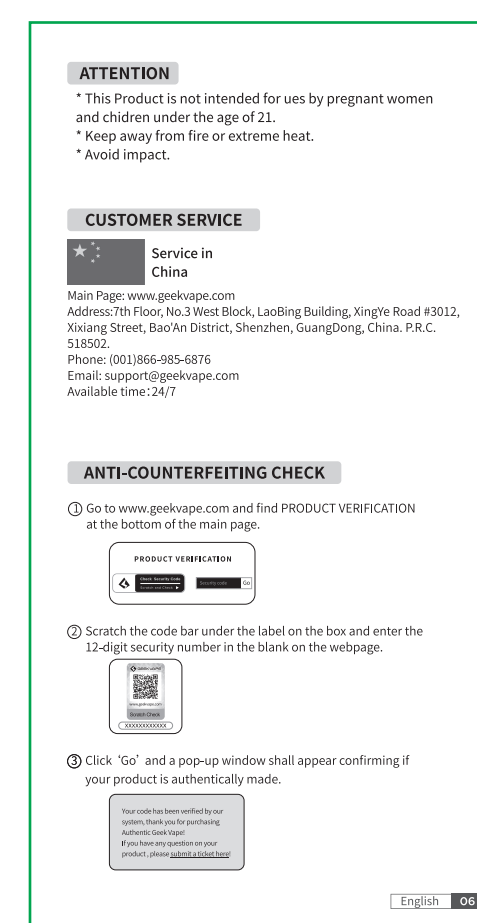 ATTENTION
* This Product is not intended for ues by pregnant women
and chidren under the age of 21.
* Keep away from fire or extreme heat.
* Avoid impact.
CUSTOMER SERVICE
Service in
China
Main Page: www.geekvape.com
Address:7th Floor, No.3 West Block, LaoBing Building, XingYe Road #3012,
Xixiang Street, Bao'An District, Shenzhen, GuangDong, China. P.R.C.
518502.
Phone: (001)866-985-6876
Email: support@geekvape.com
Available time:24/7
ANTI-COUNTERFEITING CHECK
① Go to www.geekvape.com and find PRODUCT VERIFICATION
at the bottom of the main page.
PRODUCT VERIFICATION
Check Security Code
Scratch and Check ▶
Security code Go
② Scratch the code bar under the label on the box and enter the
12-digit security number in the blank on the webpage.
GEEK VAPE
www.geekvape.com
Scratch Check
XXXXXXXXXXXX
③ Click ‘Go’ and a pop-up window shall appear confirming if
your product is authentically made.
Your code has been verified by our
system, thank you for purchasing
Authentic Geek Vape!
If you have any question on your
product , please submit a ticket here!
English 06